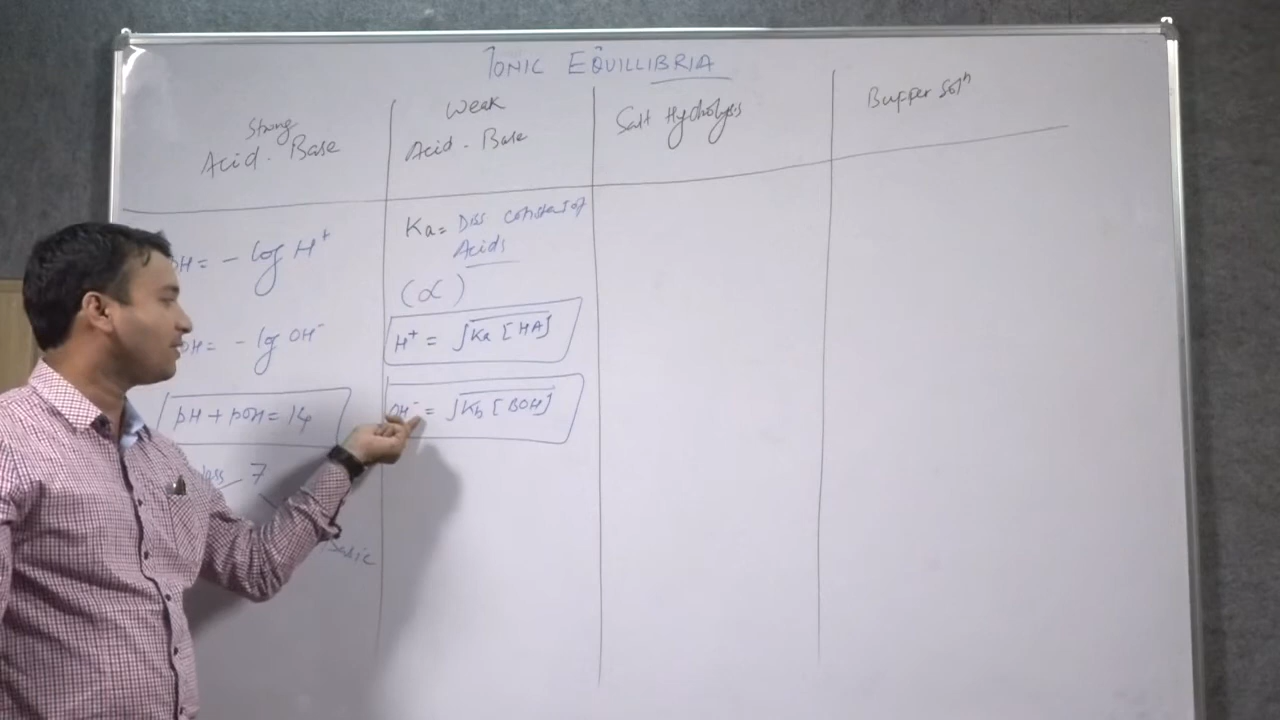 IONIC EQUILLIBRIA
Strong
Acid - Base
Weak
Acid - Base
Salt Hydrolysis
Buffer Solⁿ
pH = - log H⁺
pOH = - log OH⁻
pH + pOH = 14
7
Basic
Ka = Diss constant of
Acids
(α)
H⁺ = √Ka [HA]
OH⁻ = √Kb [BOH]